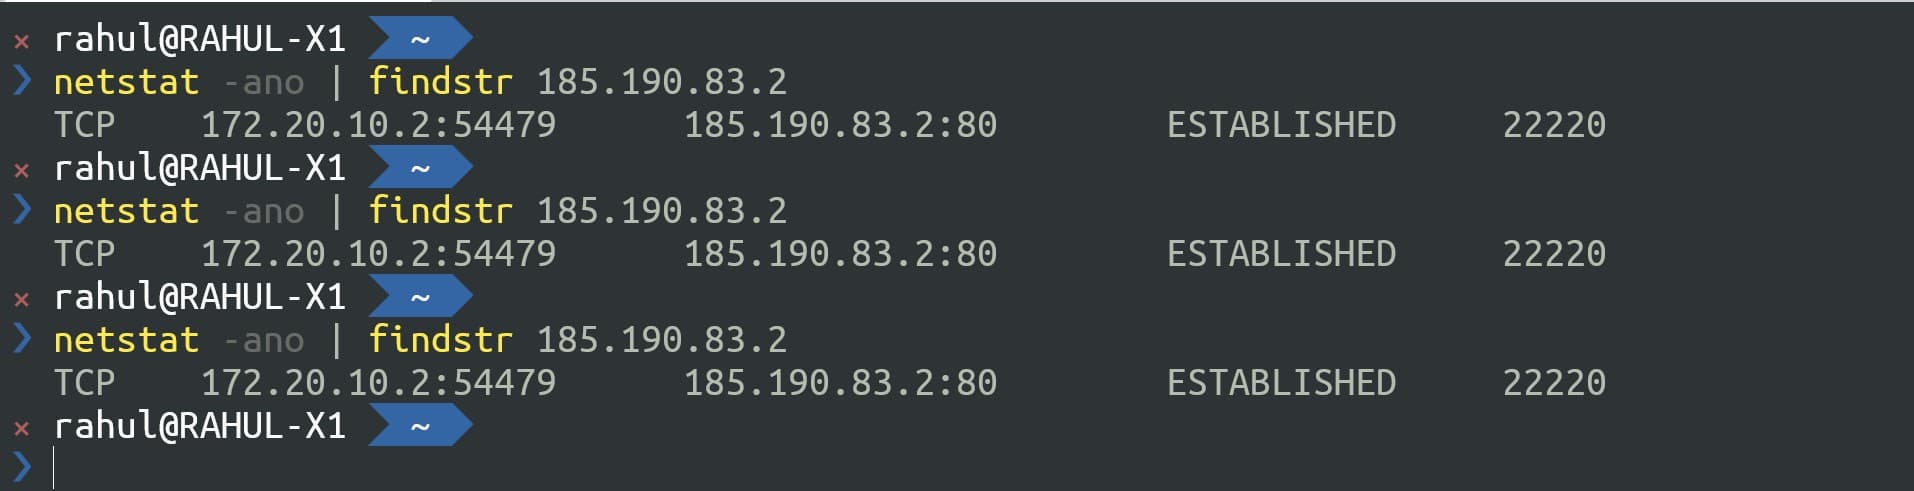 × rahul@RAHUL-X1 ~
❯ netstat -ano | findstr 185.190.83.2
TCP 172.20.10.2:54479 185.190.83.2:80 ESTABLISHED 22220
× rahul@RAHUL-X1 ~
❯ netstat -ano | findstr 185.190.83.2
TCP 172.20.10.2:54479 185.190.83.2:80 ESTABLISHED 22220
× rahul@RAHUL-X1 ~
❯ netstat -ano | findstr 185.190.83.2
TCP 172.20.10.2:54479 185.190.83.2:80 ESTABLISHED 22220
× rahul@RAHUL-X1 ~
❯